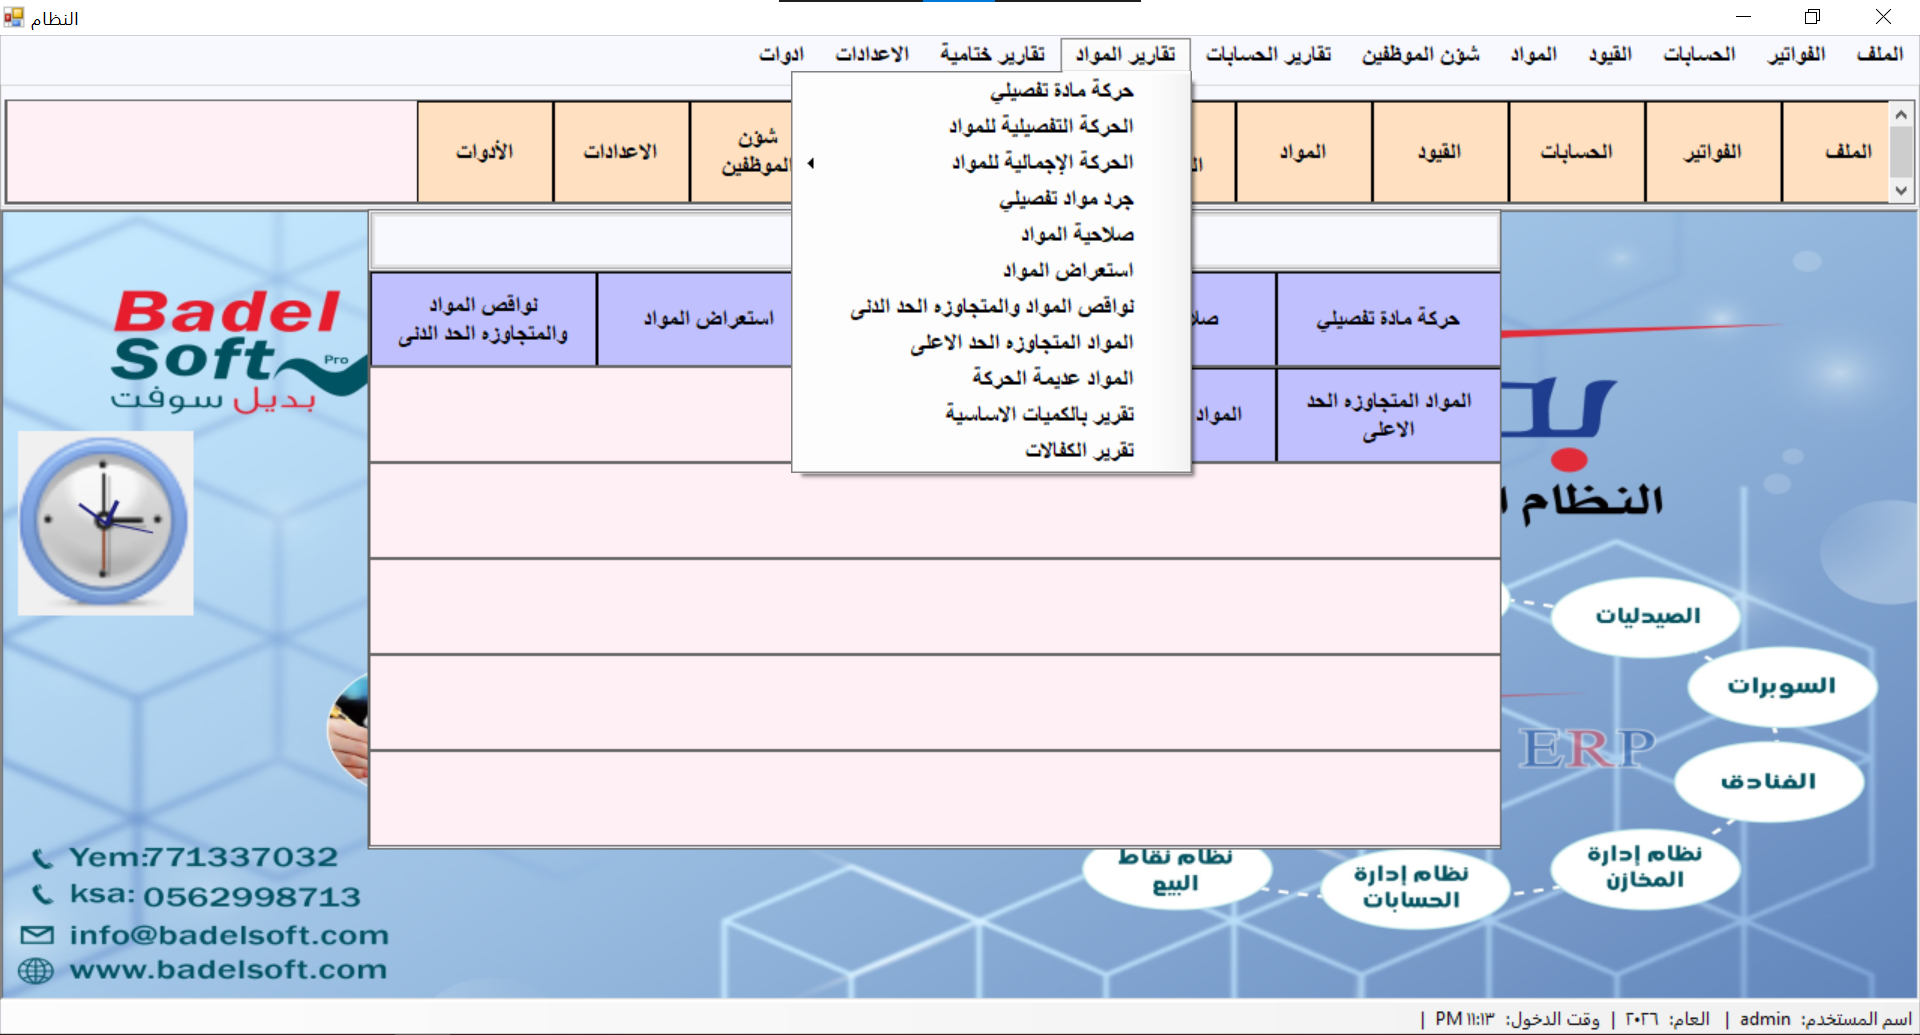 النظام
الملف
الفواتير
الحسابات
القيود
المواد
شؤن الموظفين
تقارير الحسابات
تقارير المواد
تقارير ختامية
الاعدادات
ادوات
الملف
الفواتير
الحسابات
القيود
المواد
شؤن
الموظفين
الاعدادات
الأدوات
حركة مادة تفصيلي
الحركة التفصيلية للمواد
الحركة الإجمالية للمواد
جرد مواد تفصيلي
صلاحية المواد
استعراض المواد
نواقص المواد والمتجاوزه الحد الدنى
المواد المتجاوزه الحد الاعلى
المواد عديمة الحركة
تقرير بالكميات الاساسية
تقرير الكفالات
حركة مادة تفصيلي
استعراض المواد
نواقص المواد
والمتجاوزه الحد الدنى
المواد المتجاوزه الحد
الاعلى
المواد
Badel
Soft Pro
بديل سوفت
النظام
الصيدليات
السوبرات
ERP
الفنادق
نظام إدارة
المخازن
نظام إدارة
الحسابات
نظام نقاط
البيع
Yem:771337032
ksa: 0562998713
info@badelsoft.com
www.badelsoft.com
اسم المستخدم: admin | العام: ٢٠٢٦ | وقت الدخول: ١١:١٣ PM |